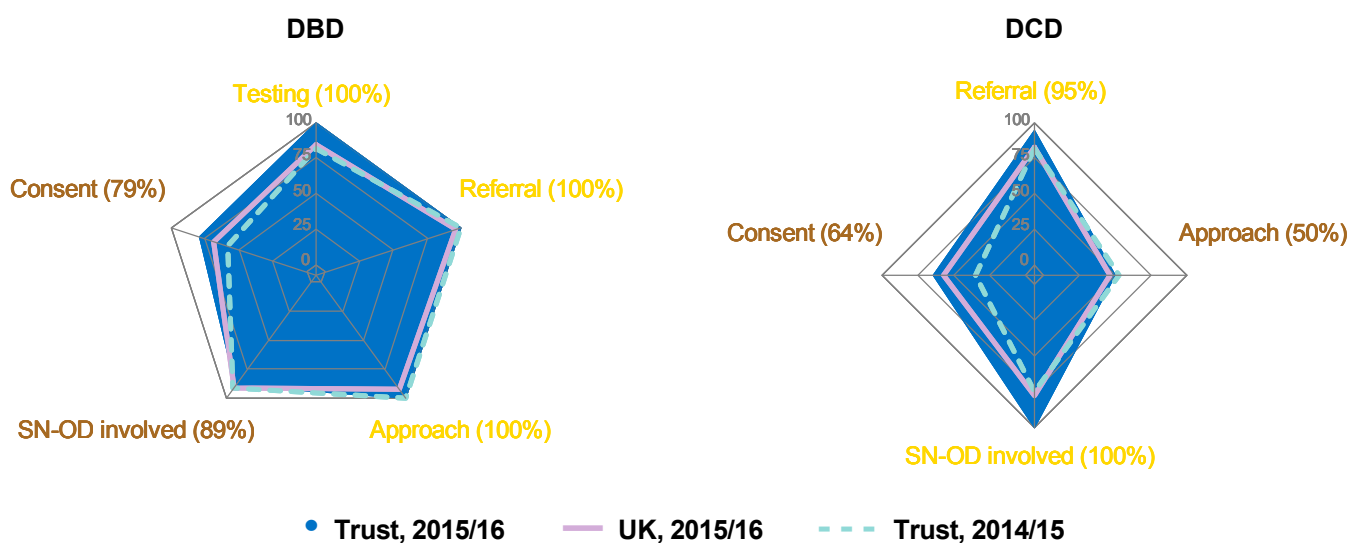 DBD
Testing (100%)
100
75
50
25
0
Consent (79%)
Referral (100%)
SN-OD involved (89%)
Approach (100%)
DCD
Referral (95%)
100
75
50
25
0
Consent (64%)
Approach (50%)
SN-OD involved (100%)
Trust, 2015/16
UK, 2015/16
Trust, 2014/15